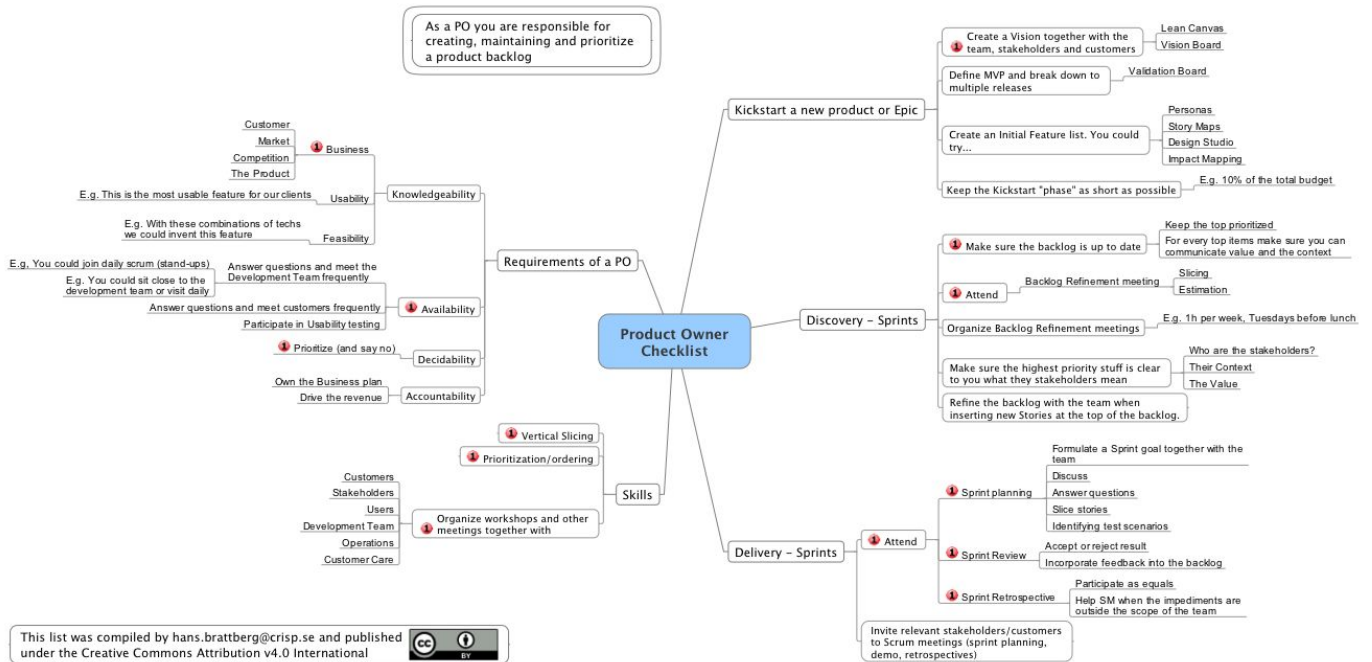 As a PO you are responsible for
creating, maintaining and prioritize
a product backlog
Product Owner
Checklist
Kickstart a new product or Epic
1
Create a Vision together with the
team, stakeholders and customers
Lean Canvas
Vision Board
Define MVP and break down to
multiple releases
Validation Board
Create an Initial Feature list. You could
try...
Personas
Story Maps
Design Studio
Impact Mapping
Keep the Kickstart "phase" as short as possible
E.g. 10% of the total budget
Discovery – Sprints
1 Make sure the backlog is up to date
Keep the top prioritized
For every top items make sure you can
communicate value and the context
1 Attend
Backlog Refinement meeting
Slicing
Estimation
Organize Backlog Refinement meetings
E.g. 1h per week, Tuesdays before lunch
Make sure the highest priority stuff is clear
to you what they stakeholders mean
Who are the stakeholders?
Their Context
The Value
Refine the backlog with the team when
inserting new Stories at the top of the backlog.
Delivery – Sprints
1 Attend
1 Sprint planning
Formulate a Sprint goal together with the
team
Discuss
Answer questions
Slice stories
Identifying test scenarios
1 Sprint Review
Accept or reject result
Incorporate feedback into the backlog
1 Sprint Retrospective
Participate as equals
Help SM when the impediments are
outside the scope of the team
Invite relevant stakeholders/customers
to Scrum meetings (sprint planning,
demo, retrospectives)
Requirements of a PO
Knowledgeability
1 Business
Customer
Market
Competition
The Product
Usability
E.g. This is the most usable feature for our clients
Feasibility
E.g. With these combinations of techs
we could invent this feature
1 Availability
Answer questions and meet the
Development Team frequently
E.g, You could join daily scrum (stand-ups)
E.g. You could sit close to the
development team or visit daily
Answer questions and meet customers frequently
Participate in Usability testing
Decidability
1 Prioritize (and say no)
Accountability
Own the Business plan
Drive the revenue
Skills
1 Vertical Slicing
1 Prioritization/ordering
1
Organize workshops and other
meetings together with
Customers
Stakeholders
Users
Development Team
Operations
Customer Care
This list was compiled by hans.brattberg@crisp.se and published
under the Creative Commons Attribution v4.0 International
cc
BY